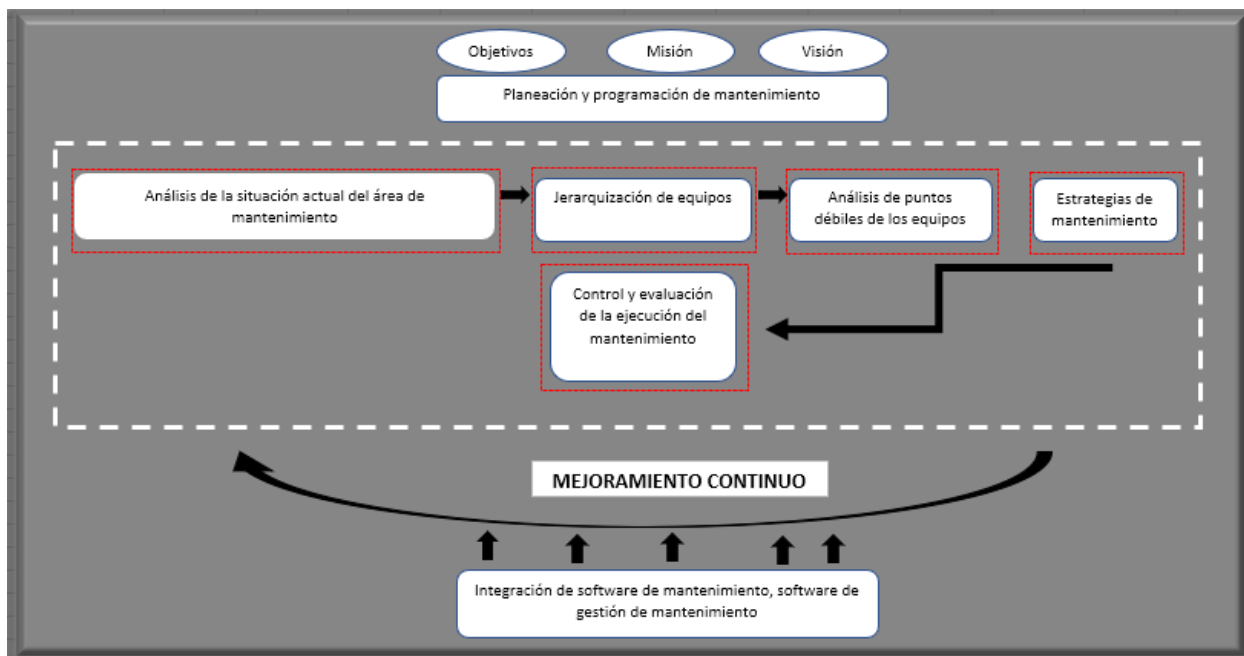 Objetivos
Misión
Visión
Planeación y programación de mantenimiento
Análisis de la situación actual del área de
mantenimiento
Jerarquización de equipos
Análisis de puntos
débiles de los equipos
Estrategias de
mantenimiento
Control y evaluación
de la ejecución del
mantenimiento
MEJORAMIENTO CONTINUO
Integración de software de mantenimiento, software de
gestión de mantenimiento